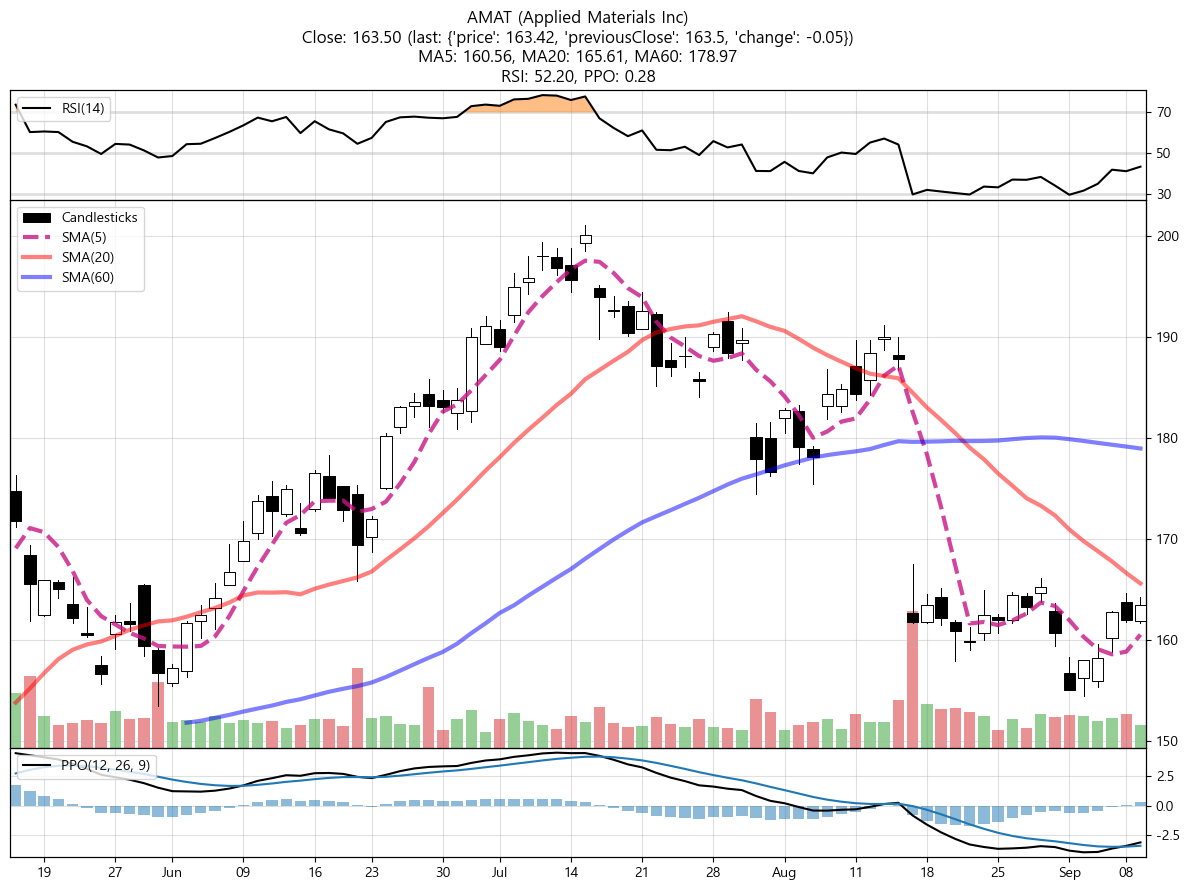 AMAT (Applied Materials Inc)
Close: 163.50 (last: {'price': 163.42, 'previousClose': 163.5, 'change': -0.05})
MA5: 160.56, MA20: 165.61, MA60: 178.97
RSI: 52.20, PPO: 0.28
RSI(14)
70
50
30
Candlesticks
SMA(5)
SMA(20)
SMA(60)
200
190
180
170
160
150
PPO(12, 26, 9)
2.5
0.0
-2.5
19 27 Jun 09 16 23 30 Jul 14 21 28 Aug 11 18 25 Sep 08